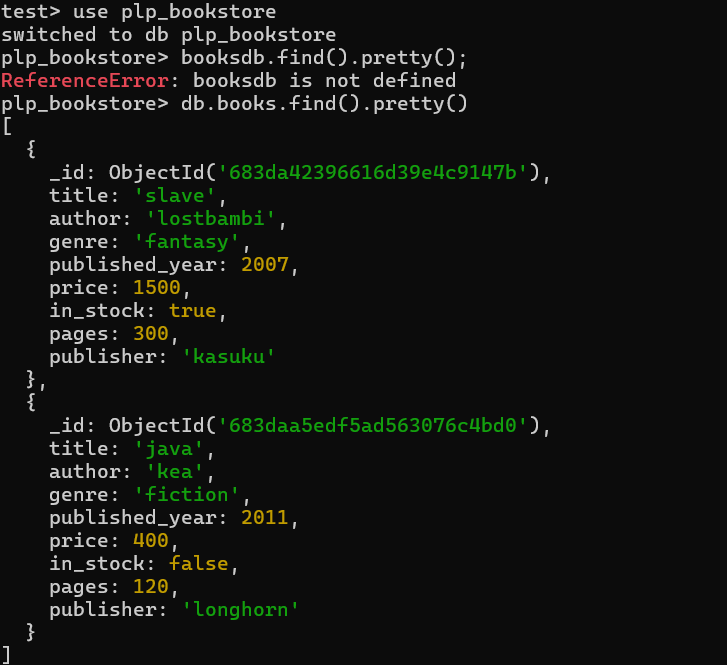 test> use plp_bookstore
switched to db plp_bookstore
plp_bookstore> booksdb.find().pretty();
ReferenceError: booksdb is not defined
plp_bookstore> db.books.find().pretty()
[
  {
    _id: ObjectId('683da42396616d39e4c9147b'),
    title: 'slave',
    author: 'lostbambi',
    genre: 'fantasy',
    published_year: 2007,
    price: 1500,
    in_stock: true,
    pages: 300,
    publisher: 'kasuku'
  },
  {
    _id: ObjectId('683daa5edf5ad563076c4bd0'),
    title: 'java',
    author: 'kea',
    genre: 'fiction',
    published_year: 2011,
    price: 400,
    in_stock: false,
    pages: 120,
    publisher: 'longhorn'
  }
]